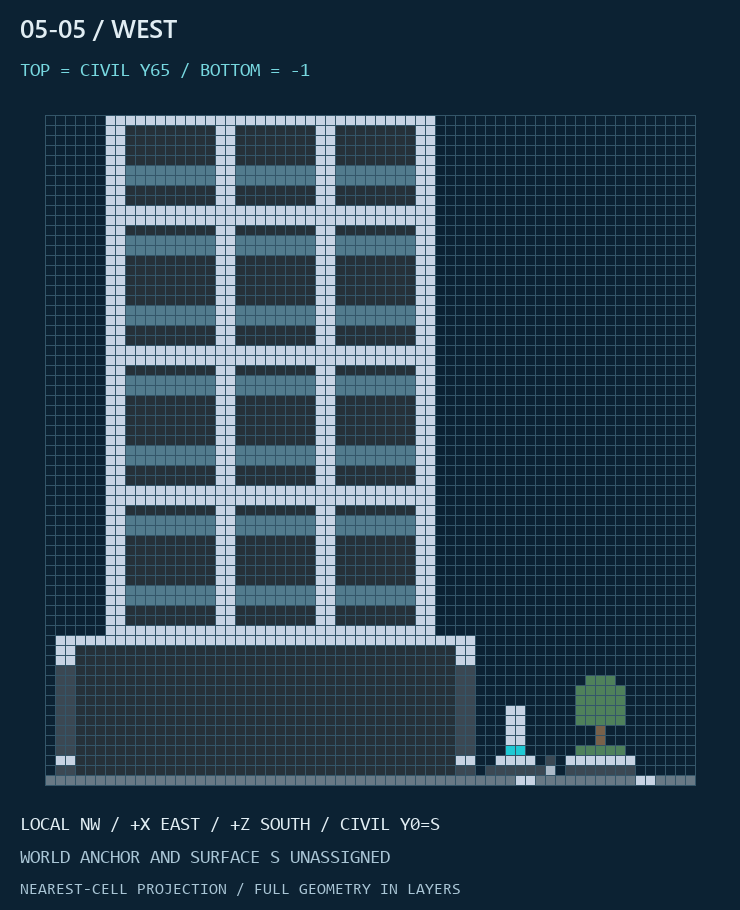 05-05 / WEST
TOP = CIVIL Y65 / BOTTOM = -1
LOCAL NW / +X EAST / +Z SOUTH / CIVIL Y0=S
WORLD ANCHOR AND SURFACE S UNASSIGNED
NEAREST-CELL PROJECTION / FULL GEOMETRY IN LAYERS